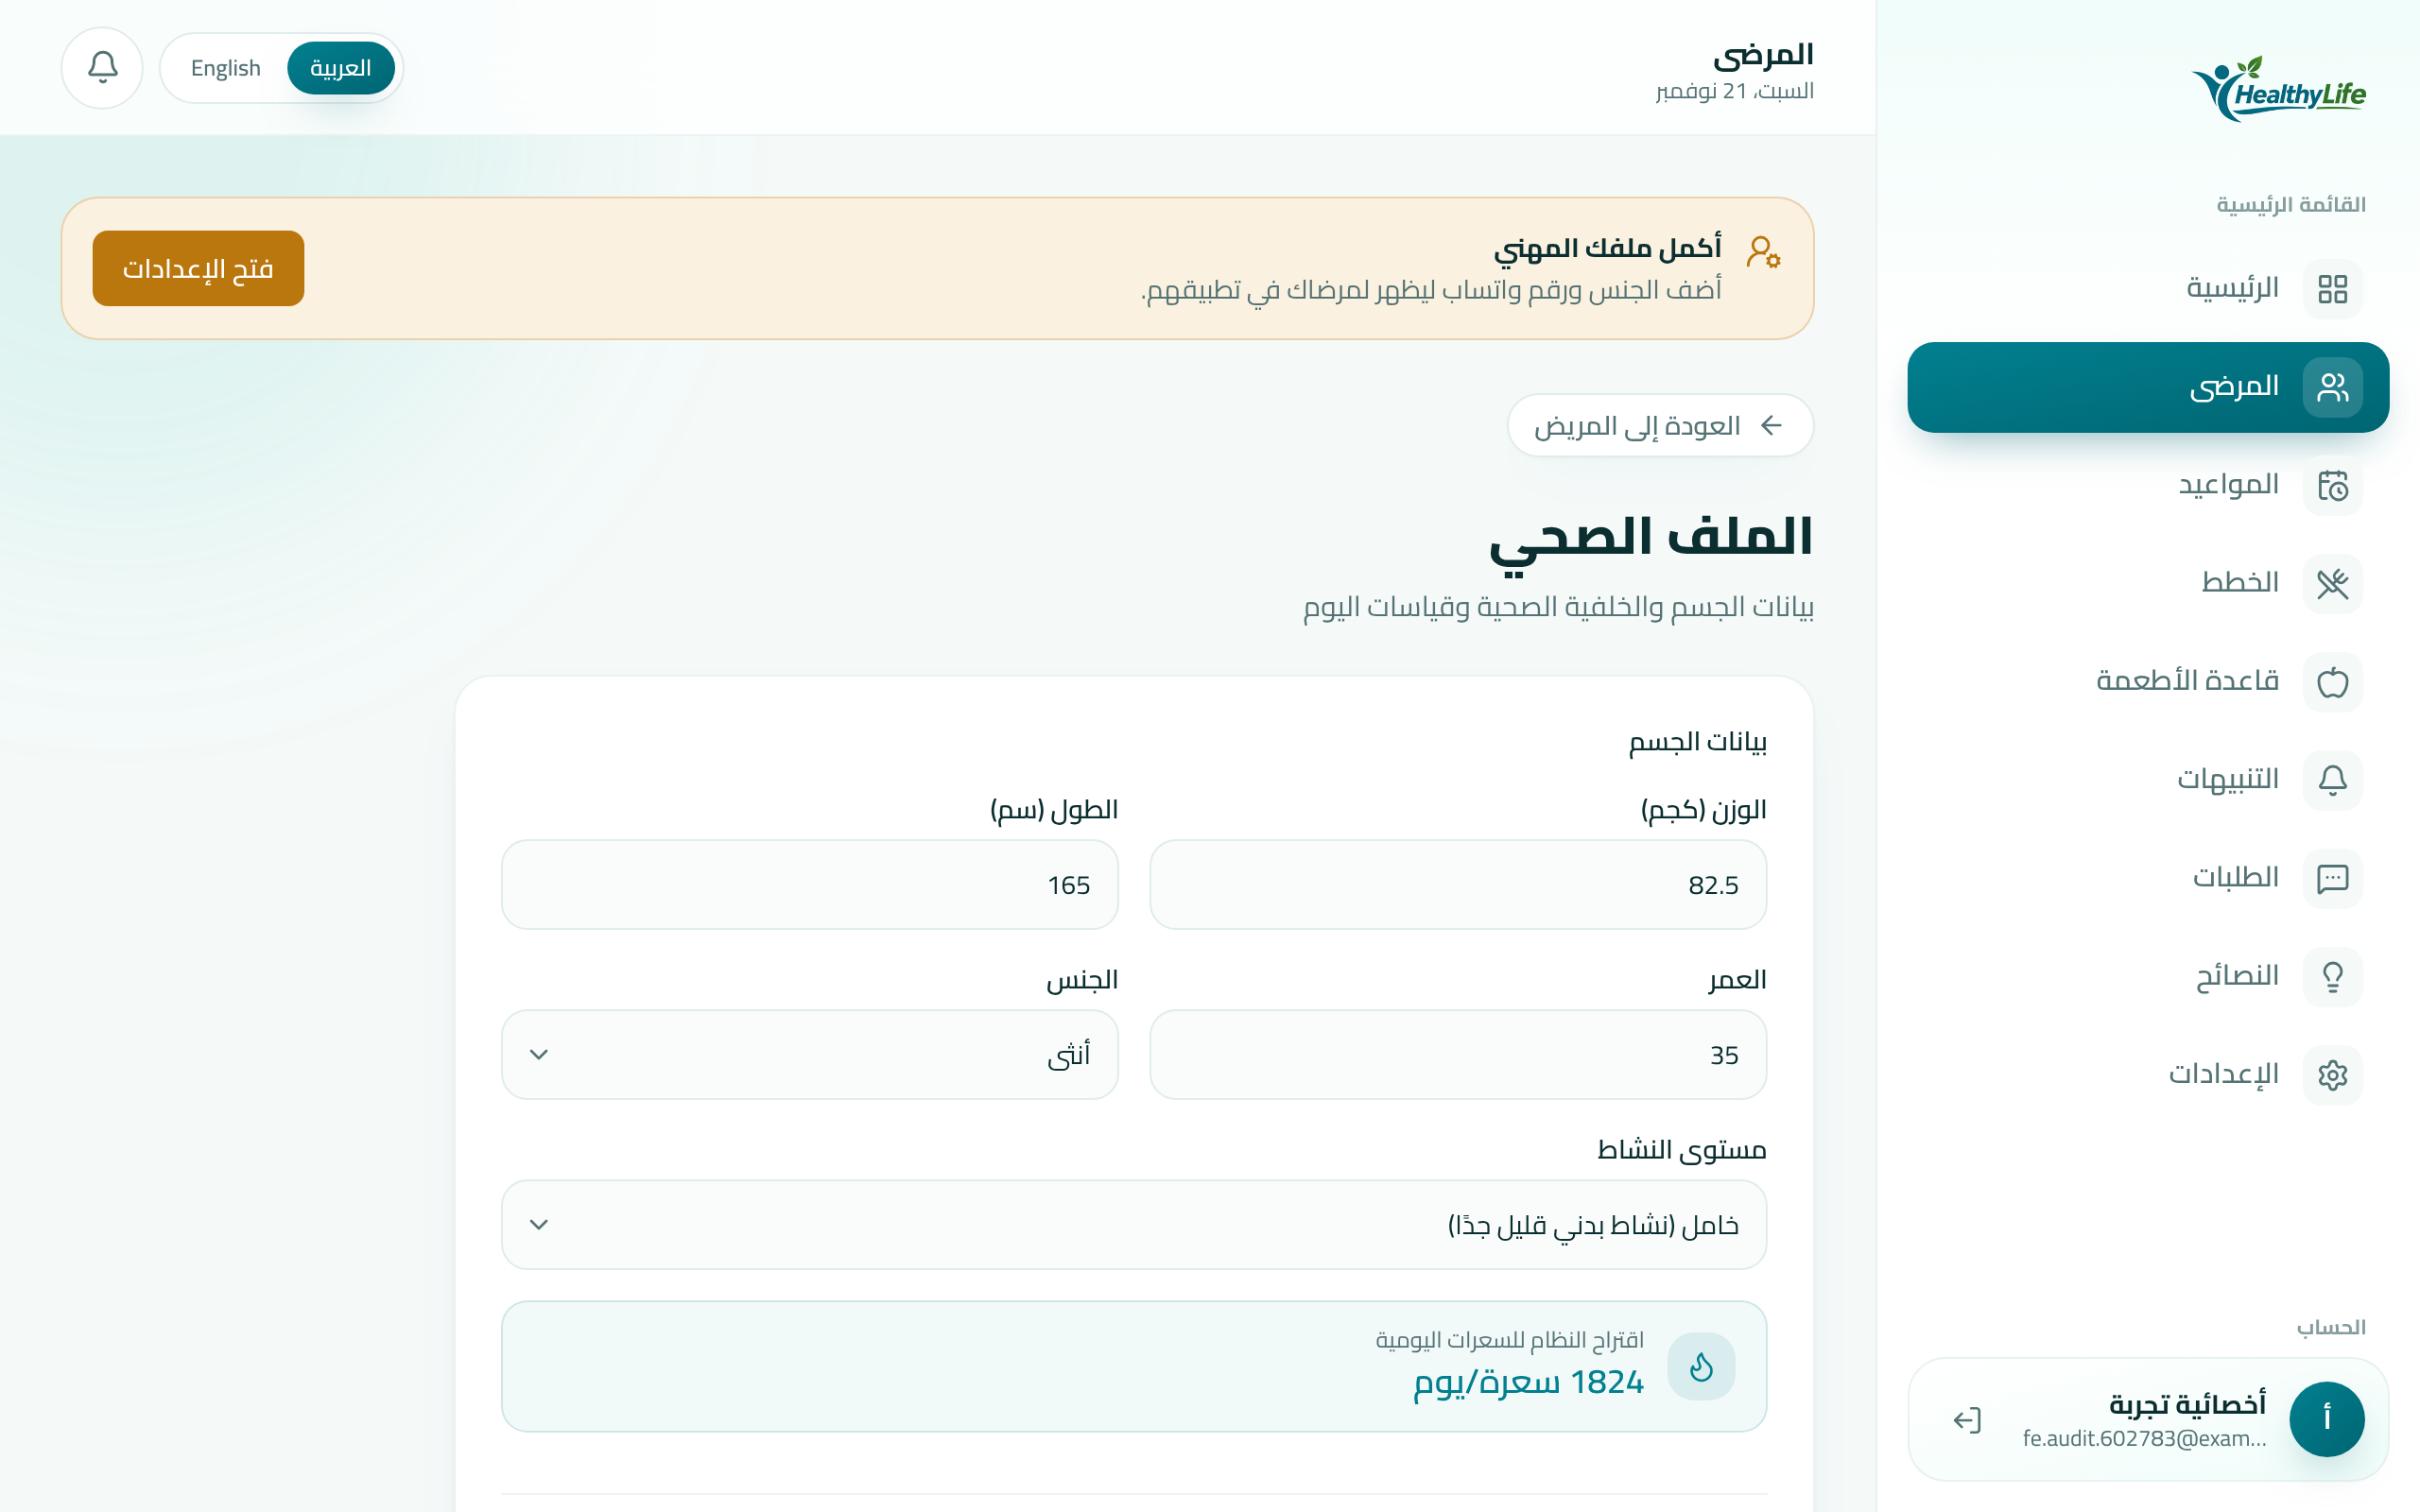 HealthyLife
القائمة الرئيسية
الرئيسية
المرضى
المواعيد
الخطط
قاعدة الأطعمة
التنبيهات
الطلبات
النصائح
الإعدادات
الحساب
أ
أخصائية تجربة
fe.audit.602783@exam...
المرضى
السبت، 21 نوفمبر
العربية
English
أكمل ملفك المهني
أضف الجنس ورقم واتساب ليظهر لمرضاك في تطبيقهم.
فتح الإعدادات
العودة إلى المريض
الملف الصحي
بيانات الجسم والخلفية الصحية وقياسات اليوم
بيانات الجسم
الوزن (كجم)
82.5
الطول (سم)
165
العمر
35
الجنس
أنثى
مستوى النشاط
خامل (نشاط بدني قليل جدًا)
اقتراح النظام للسعرات اليومية
1824 سعرة/يوم